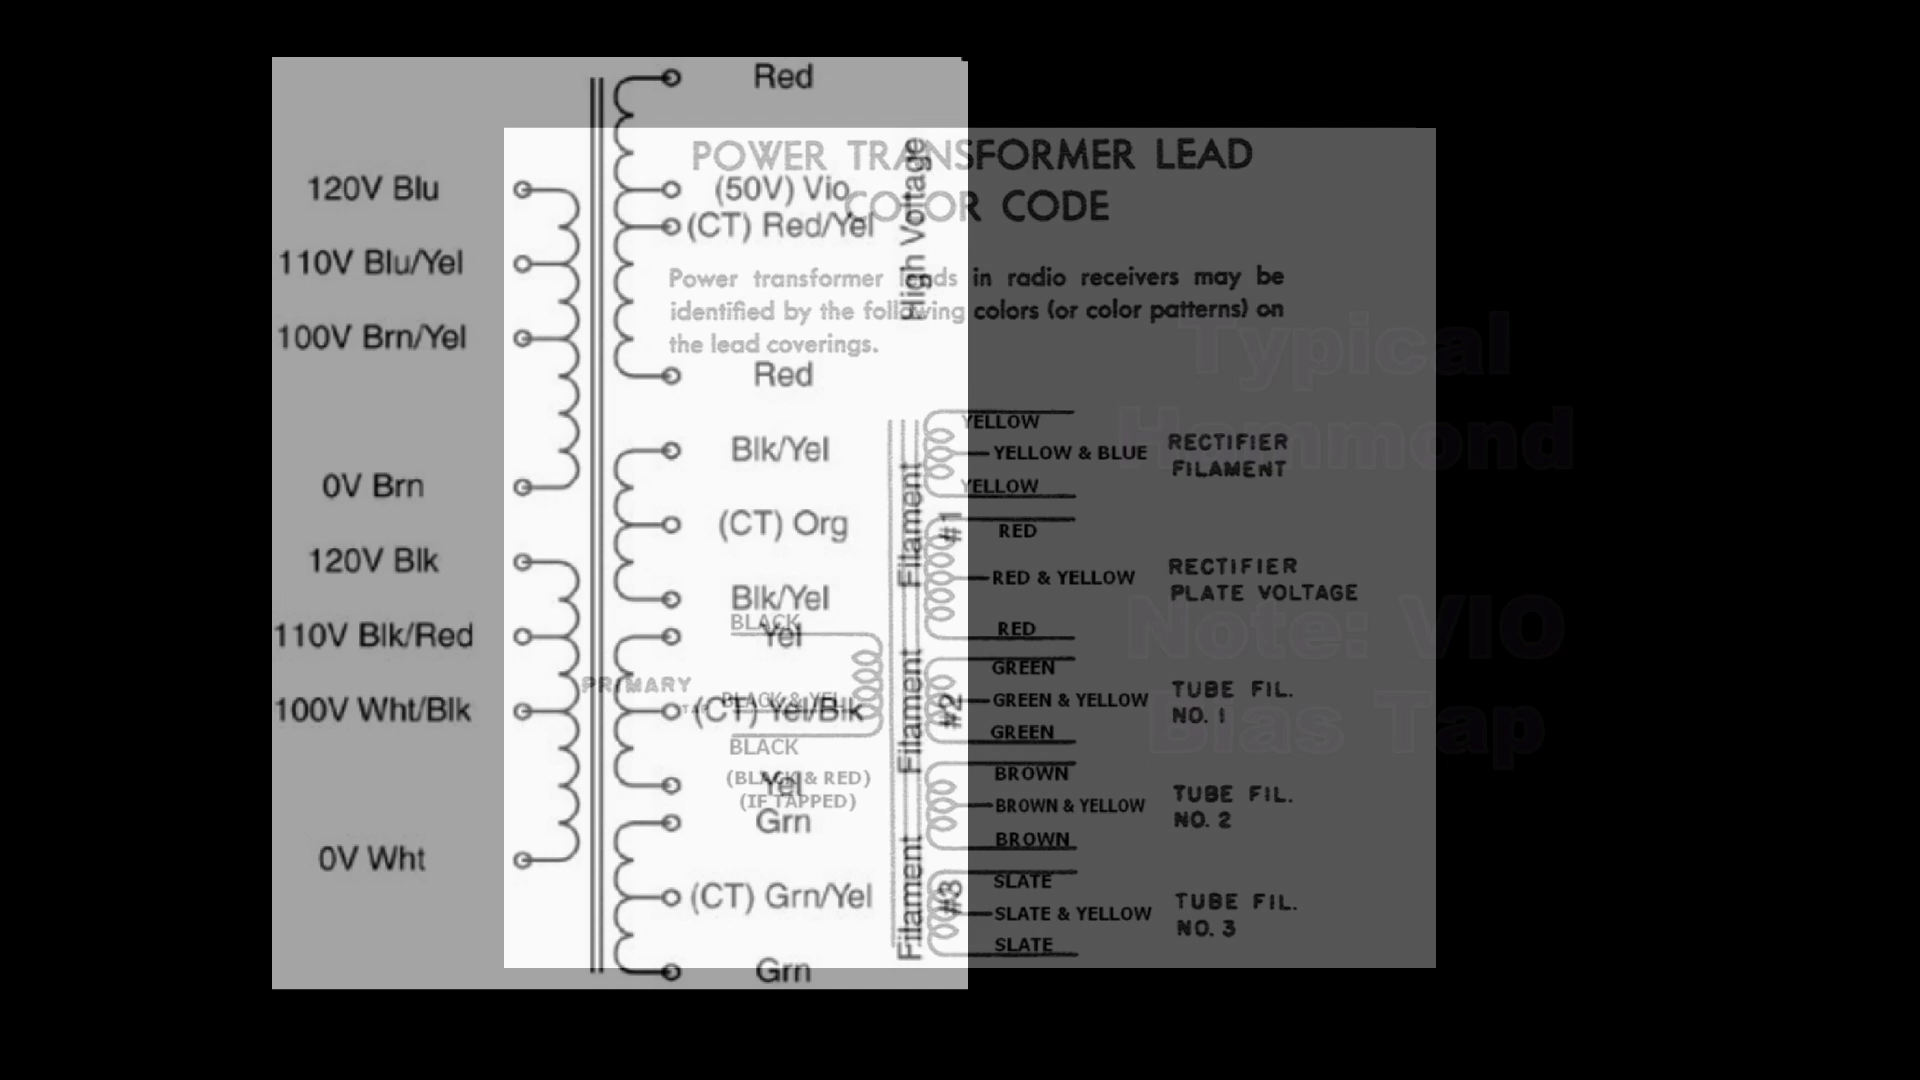 Red
120V Blu
(50V) Vio
(CT) Red/Yel
110V Blu/Yel
100V Brn/Yel
Red
High Voltage
Blk/Yel
0V Brn
(CT) Org
120V Blk
Blk/Yel
Filament
#1
110V Blk/Red
Yel
100V Wht/Blk
(CT) Yel/Blk
Yel
Filament
#2
Grn
0V Wht
(CT) Grn/Yel
Grn
Filament
#3
POWER TRANSFORMER LEAD
COLOR CODE
Power transformer leads in radio receivers may be
identified by the following colors (or color patterns) on
the lead coverings.
YELLOW
YELLOW & BLUE
YELLOW
RECTIFIER
FILAMENT
RED
RED & YELLOW
RED
RECTIFIER
PLATE VOLTAGE
BLACK
PRIMARY
TAP
BLACK & YEL
BLACK
(BLACK & RED)
(IF TAPPED)
GREEN
GREEN & YELLOW
GREEN
TUBE FIL.
NO. 1
BROWN
BROWN & YELLOW
BROWN
TUBE FIL.
NO. 2
SLATE
SLATE & YELLOW
SLATE
TUBE FIL.
NO. 3
Typical
Hammond
Note: VIO
Bias Tap